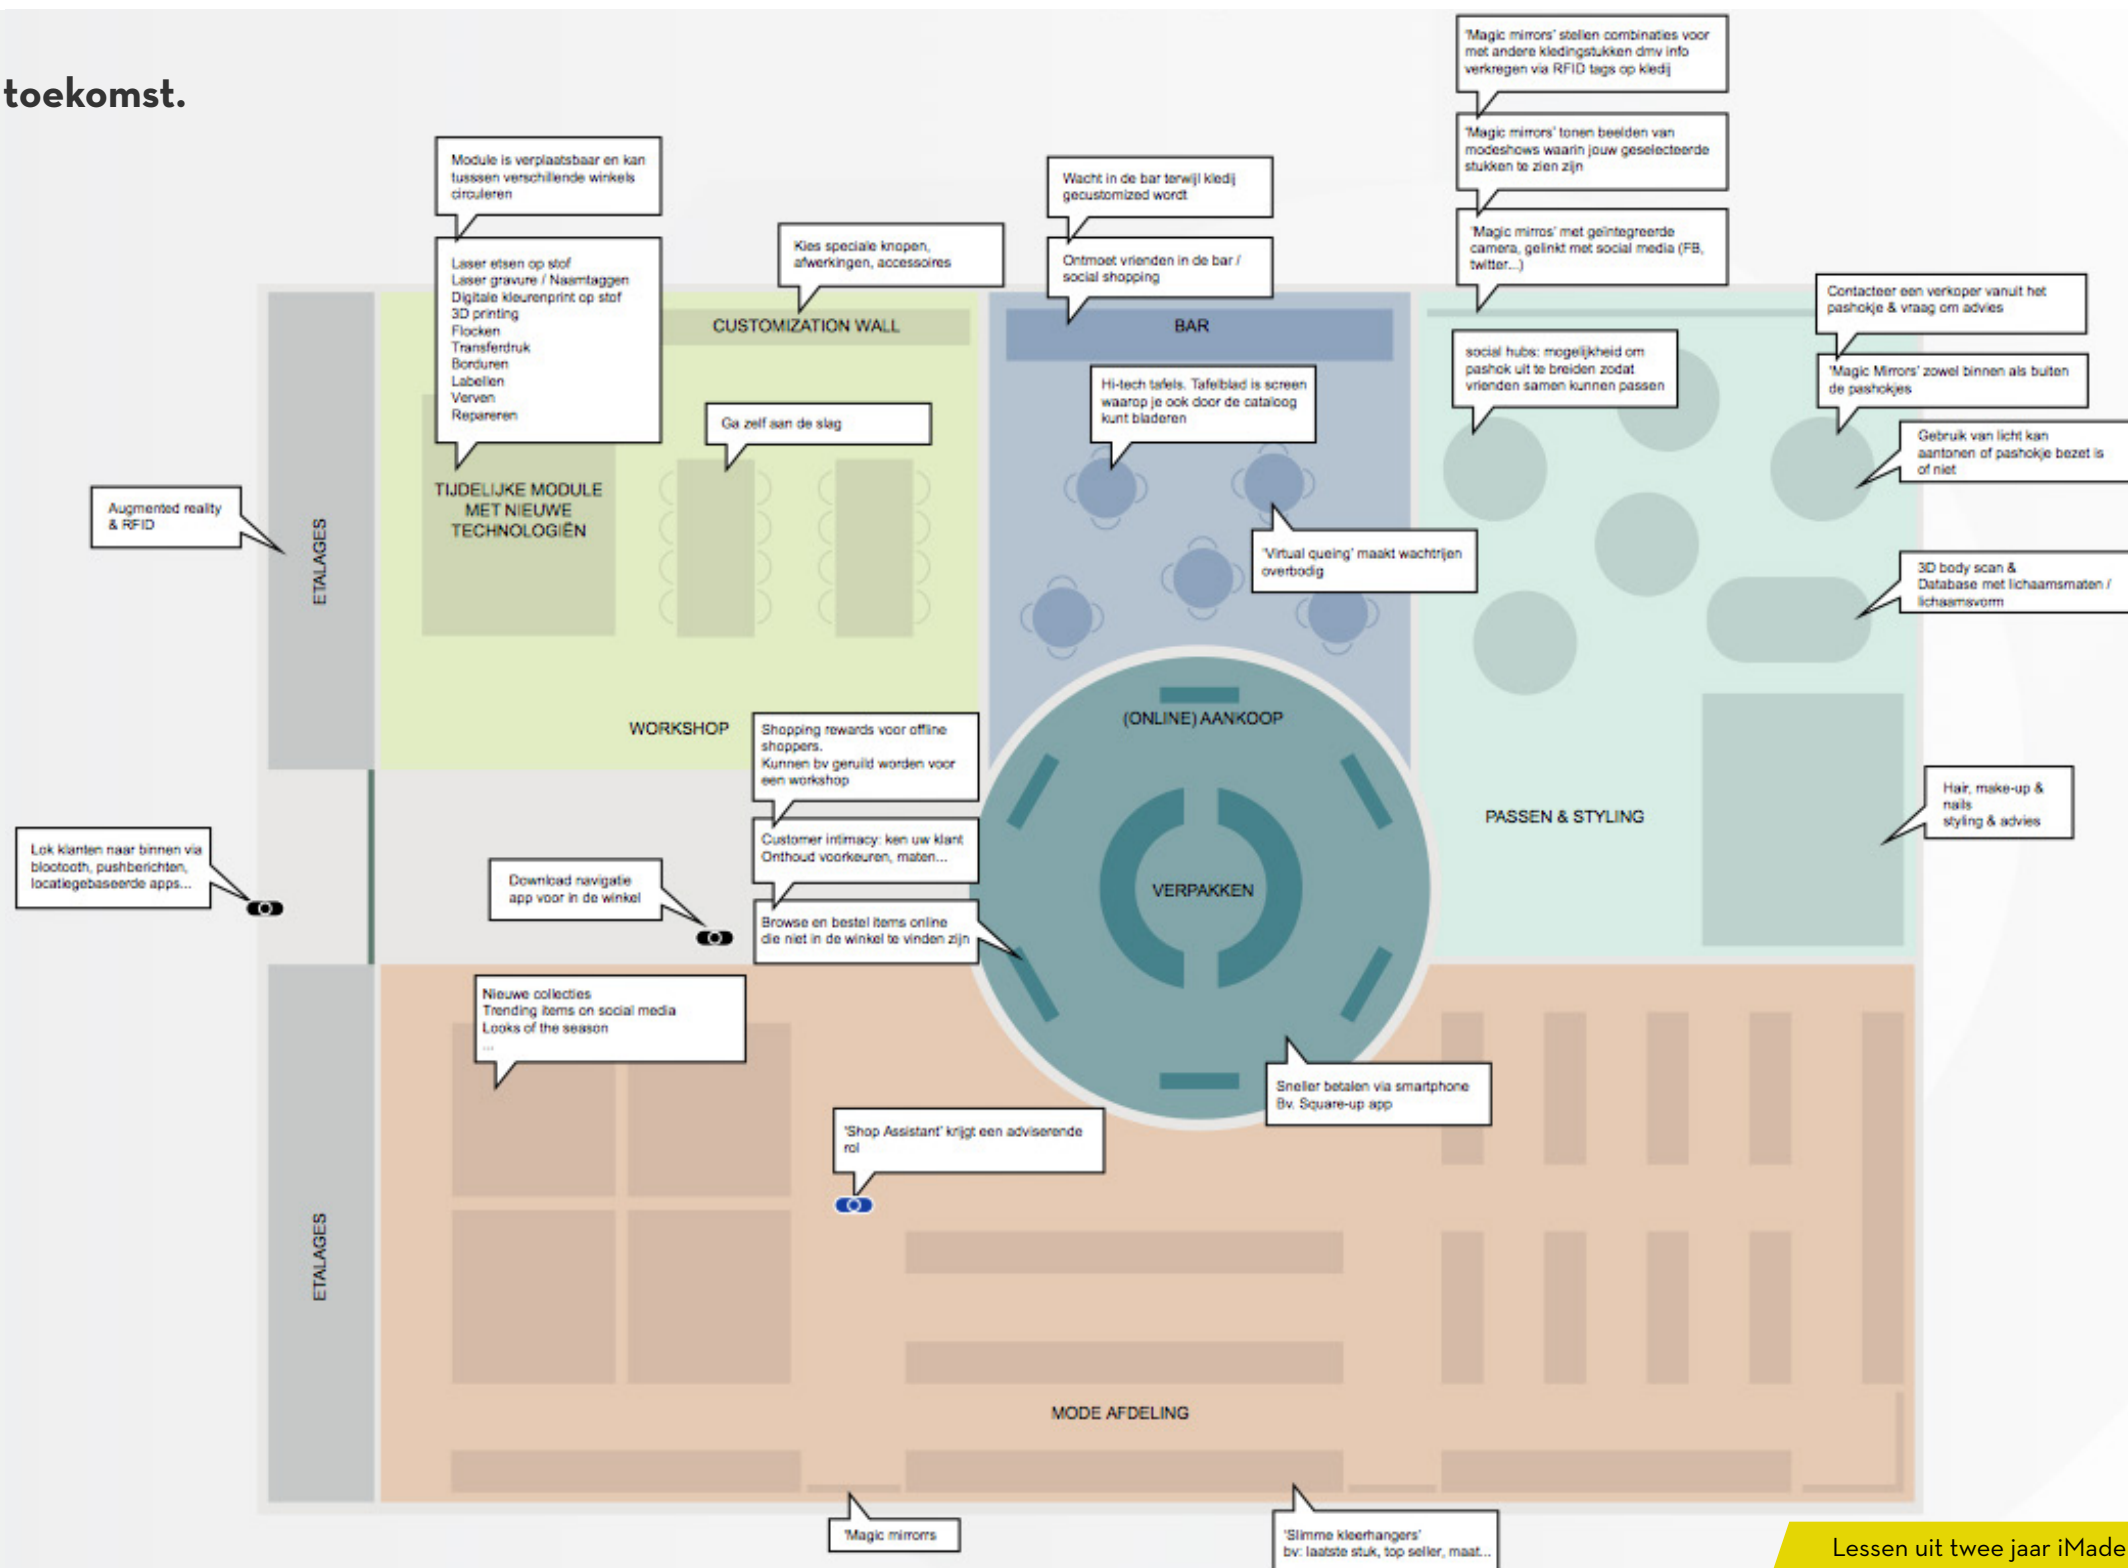 toekomst.
'Magic mirrors' stellen combinaties voor
met andere kledingstukken dmv info
verkregen via RFID tags op kledij
'Magic mirrors' tonen beelden van
modeshows waarin jouw geselecteerde
stukken te zien zijn
'Magic mirros' met geïntegreerde
camera, gelinkt met social media (FB,
twitter...)
Module is verplaatsbaar en kan
tusssen verschillende winkels
circuleren
Laser etsen op stof
Laser gravure / Naamtaggen
Digitale kleurenprint op stof
3D printing
Flocken
Transferdruk
Borduren
Labellen
Verven
Repareren
Kies speciale knopen,
afwerkingen, accessoires
CUSTOMIZATION WALL
Wacht in de bar terwijl kledij
gecustomized wordt
Ontmoet vrienden in de bar /
social shopping
BAR
Contacteer een verkoper vanuit het
pashokje & vraag om advies
social hubs: mogelijkheid om
pashok uit te breiden zodat
vrienden samen kunnen passen
'Magic Mirrors' zowel binnen als buiten
de pashokjes
Hi-tech tafels. Tafelblad is screen
waarop je ook door de cataloog
kunt bladeren
Ga zelf aan de slag
Gebruik van licht kan
aantonen of pashokje bezet is
of niet
TIJDELIJKE MODULE
MET NIEUWE
TECHNOLOGIËN
Augmented reality
& RFID
ETALAGES
'Virtual queing' maakt wachtrijen
overbodig
3D body scan &
Database met lichaamsmaten /
lichaamsvorm
WORKSHOP
(ONLINE) AANKOOP
Shopping rewards voor offline
shoppers.
Kunnen bv geruild worden voor
een workshop
Customer intimacy: ken uw klant
Onthoud voorkeuren, maten...
Browse en bestel items online
die niet in de winkel te vinden zijn
PASSEN & STYLING
Hair, make-up &
nails
styling & advies
Lok klanten naar binnen via
blootooth, pushberichten,
locatiegebaseerde apps...
Download navigatie
app voor in de winkel
VERPAKKEN
Nieuwe collecties
Trending items on social media
Looks of the season
...
Sneller betalen via smartphone
Bv. Square-up app
'Shop Assistant' krijgt een adviserende
rol
ETALAGES
MODE AFDELING
'Magic mirrorrs
'Slimme kleerhangers'
bv: laatste stuk, top seller, maat...
Lessen uit twee jaar iMade